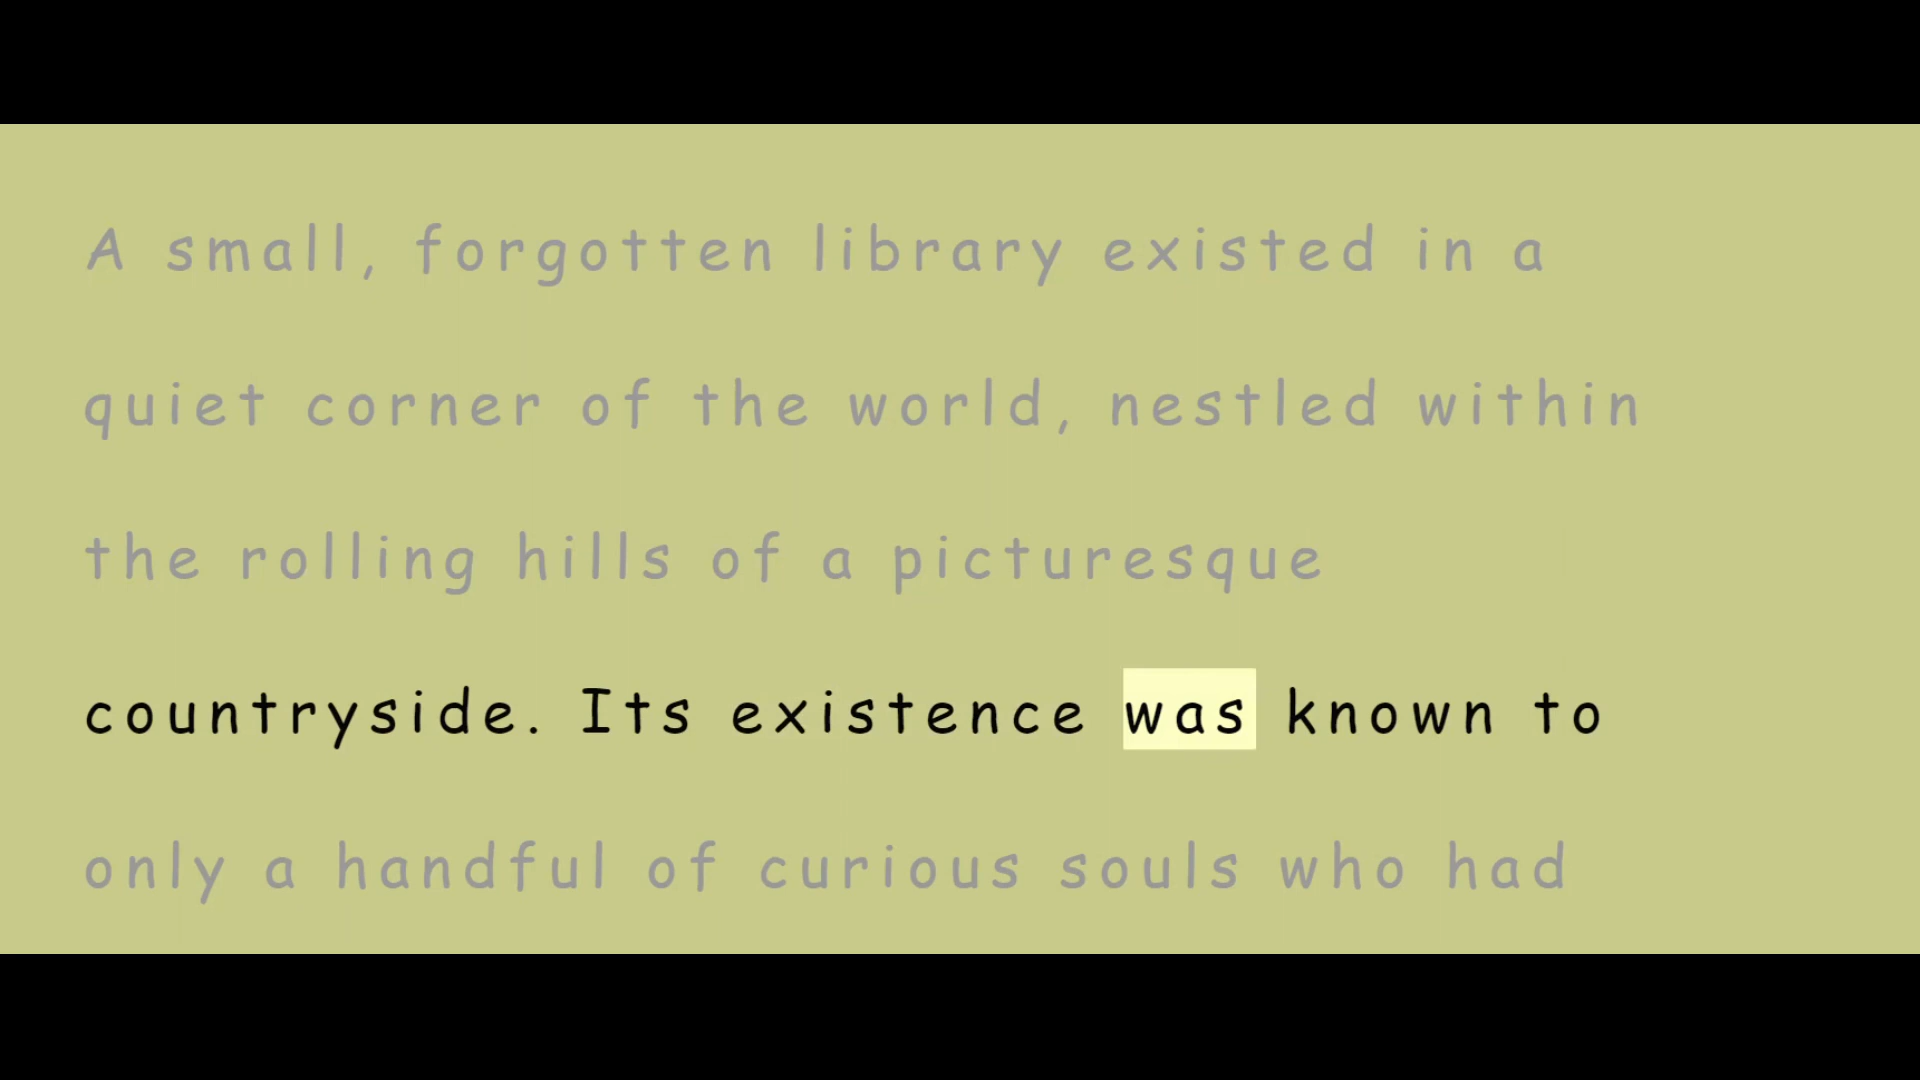 A small, forgotten library existed in a
quiet corner of the world, nestled within
the rolling hills of a picturesque
countryside. Its existence was known to
only a handful of curious souls who had